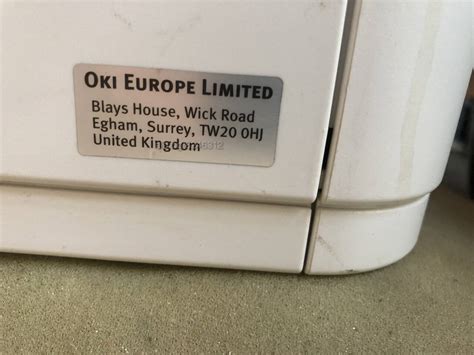 OKI EUROPE LIMITED
Blays House, Wick Road
Egham, Surrey, TW20 0HJ
United Kingdom